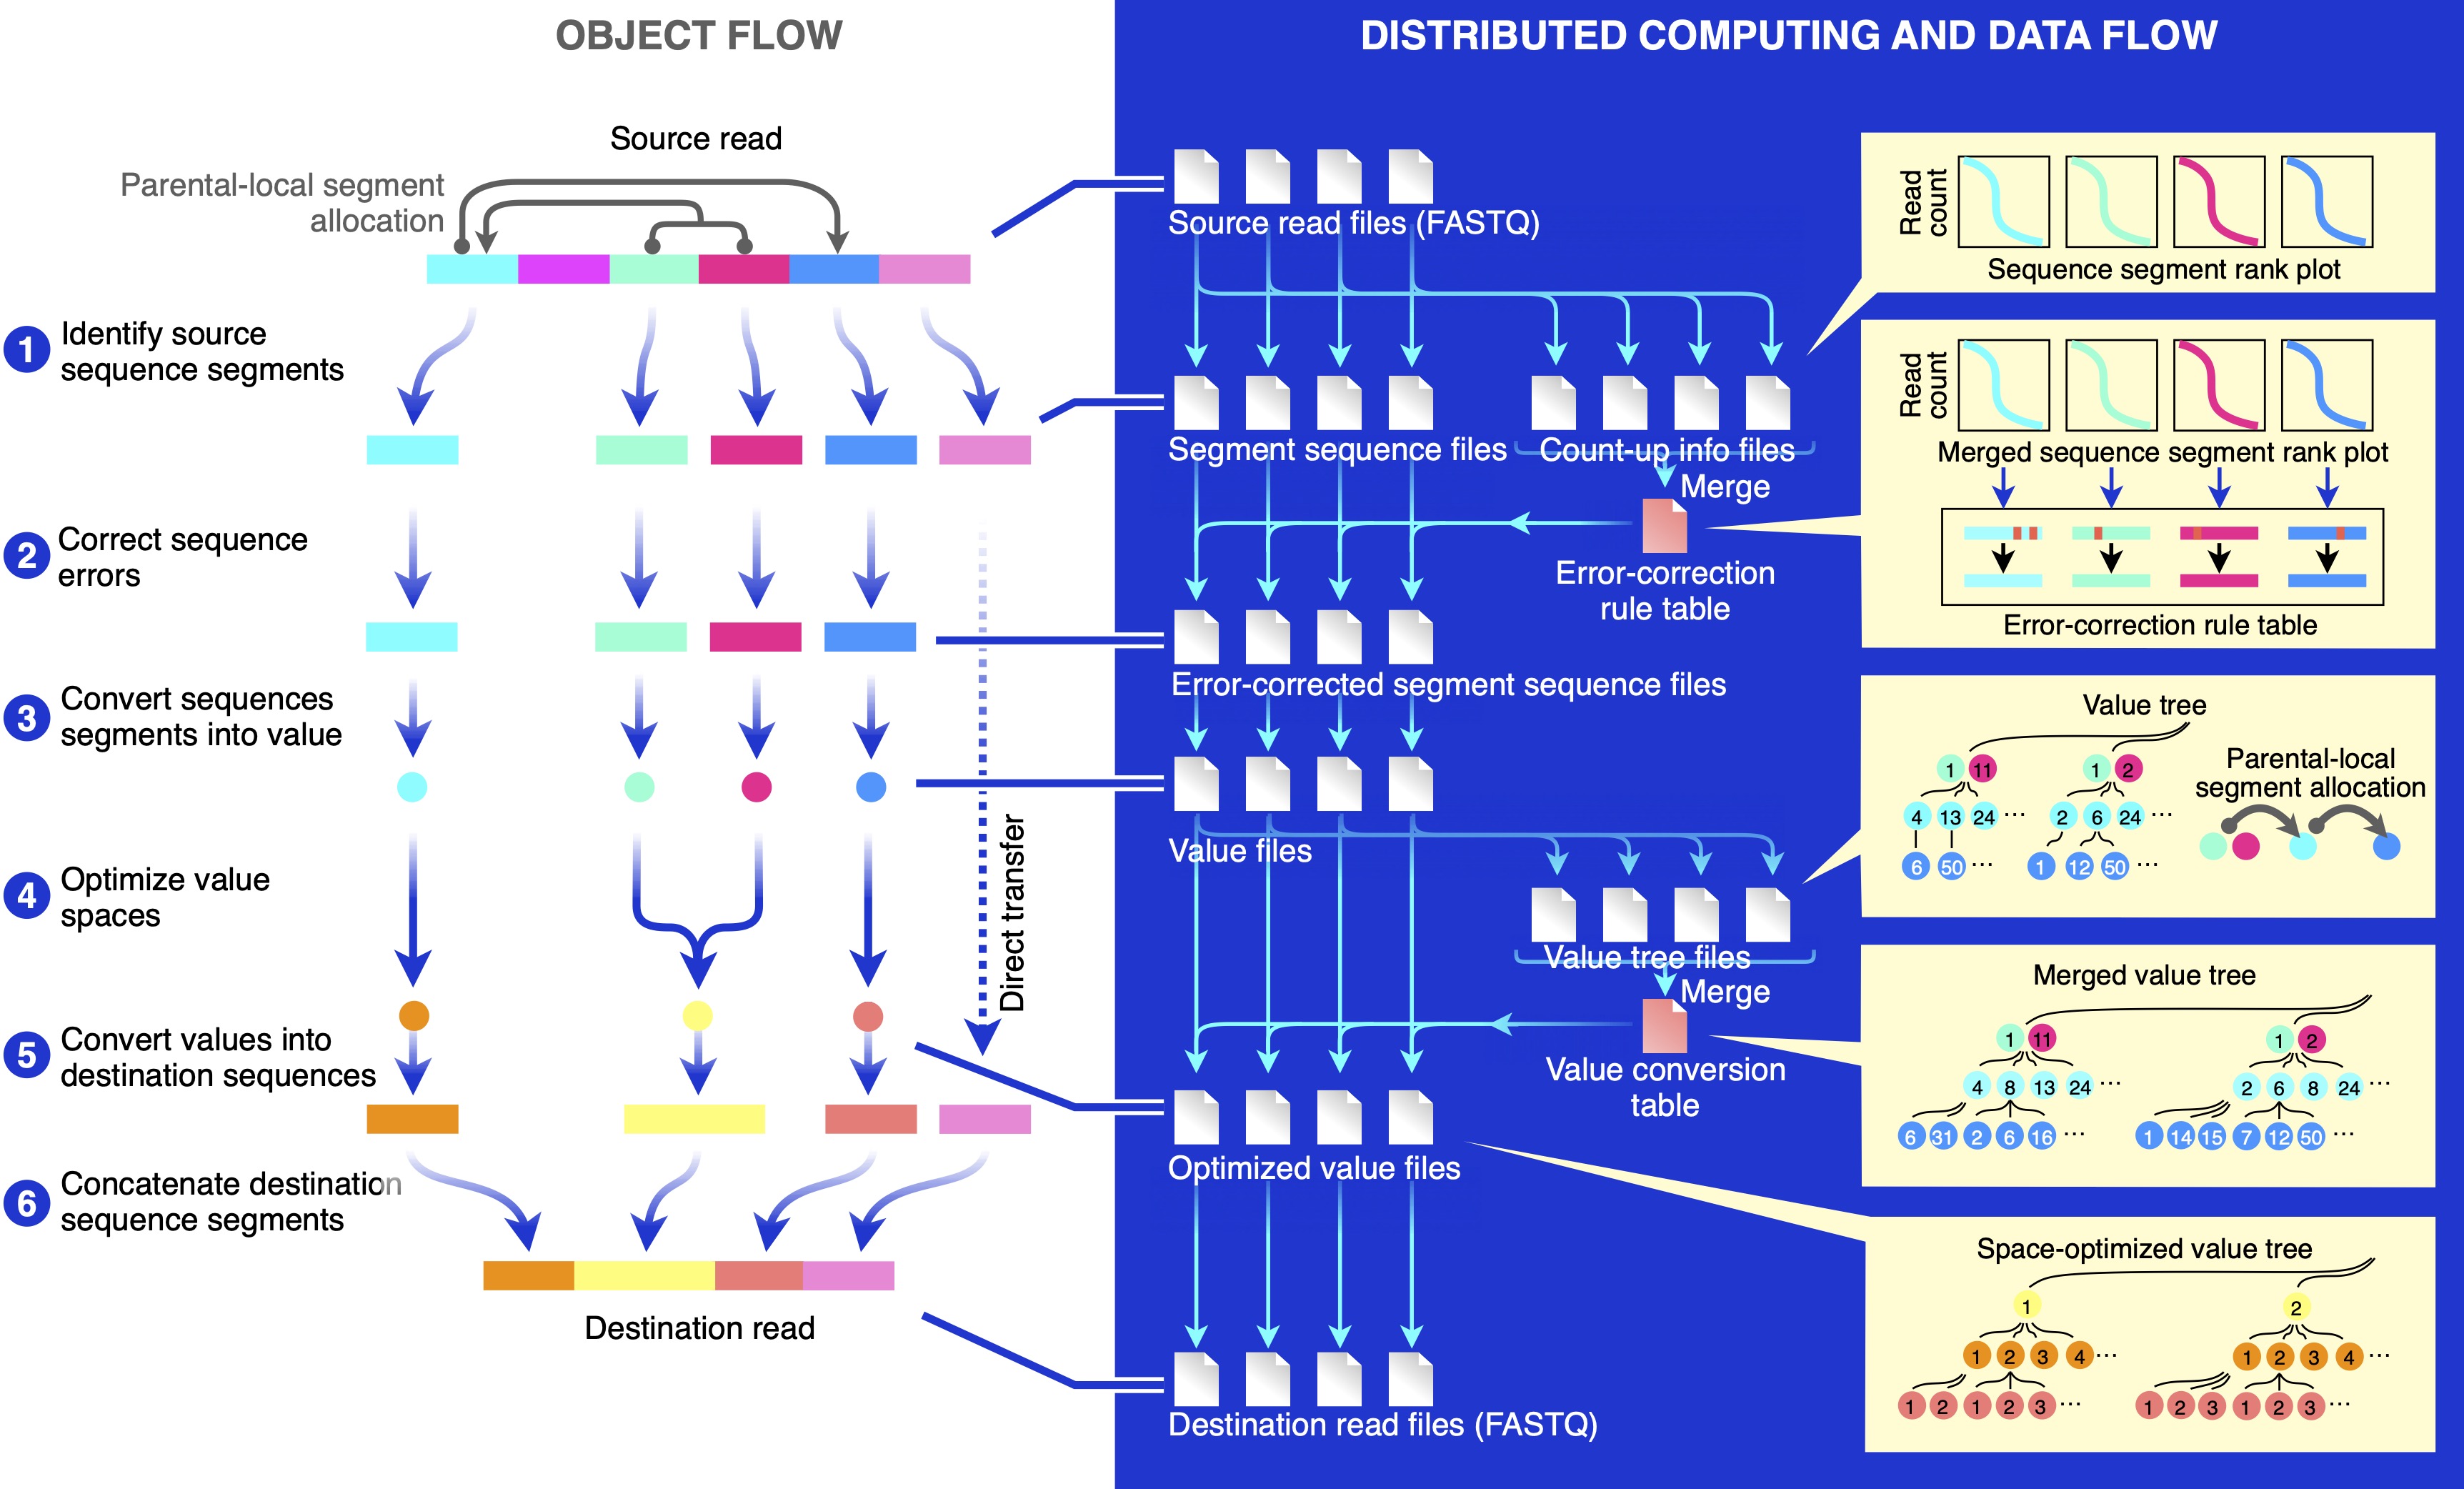 OBJECT FLOW
Source read
Parental-local segment
allocation
1 Identify source
sequence segments
2 Correct sequence
errors
3 Convert sequences
segments into value
4 Optimize value
spaces
5 Convert values into
destination sequences
6 Concatenate destination
sequence segments
Direct transfer
Destination read
DISTRIBUTED COMPUTING AND DATA FLOW
Source read files (FASTQ)
Segment sequence files
Count-up info files
Merge
Error-correction
rule table
Error-corrected segment sequence files
Value files
Value tree files
Merge
Value conversion
table
Optimized value files
Destination read files (FASTQ)
Read
count
Sequence segment rank plot
Read
count
Merged sequence segment rank plot
Error-correction rule table
Value tree
1 11 1 2
4 13 24 ... 2 6 24 ...
6 50 ... 1 12 50 ...
Parental-local
segment allocation
Merged value tree
1 11 1 2
4 8 13 24 ... 2 6 8 24 ...
6 31 2 6 16 ... 1 14 15 7 12 50 ...
Space-optimized value tree
1 2
1 2 3 4 ... 1 2 3 4 ...
1 2 1 2 3 ... 1 2 3 1 2 3 ...